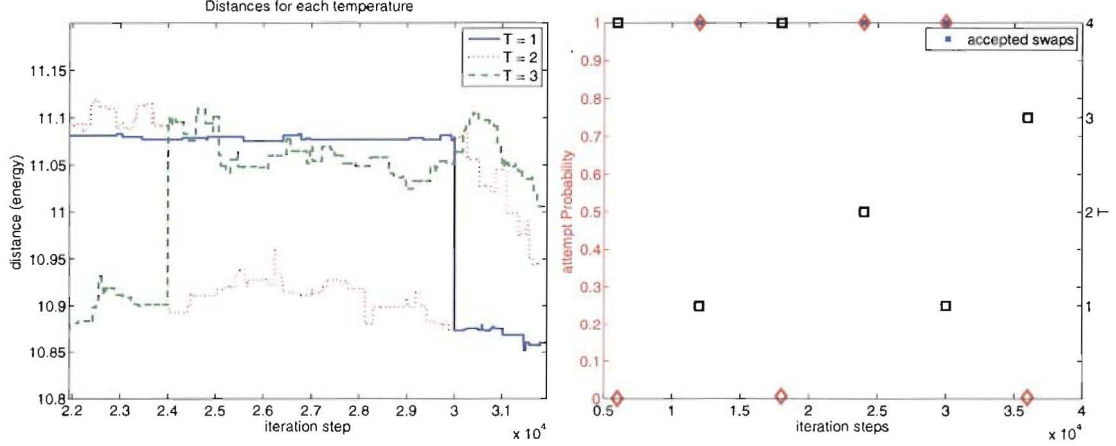 Distances for each temperature
T = 1
T = 2
T = 3
11.15
11.1
11.05
11
10.95
10.9
10.85
10.8
distance (energy)
2.2 2.3 2.4 2.5 2.6 2.7 2.8 2.9 3 3.1
iteration step
x 10^4
accepted swaps
1
0.9
0.8
0.7
0.6
0.5
0.4
0.3
0.2
0.1
0
attempt Probability
4
3
2
1
T
0.5 1 1.5 2 2.5 3 3.5 4
iteration steps
x 10^4